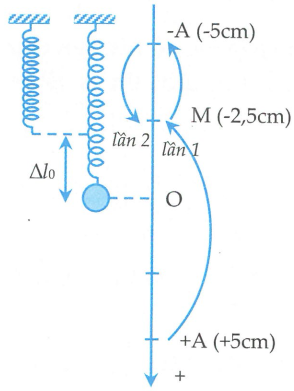 -A (-5cm)
M (-2,5cm)
lần 2
lần 1
Δl₀
O
+A (+5cm)
+